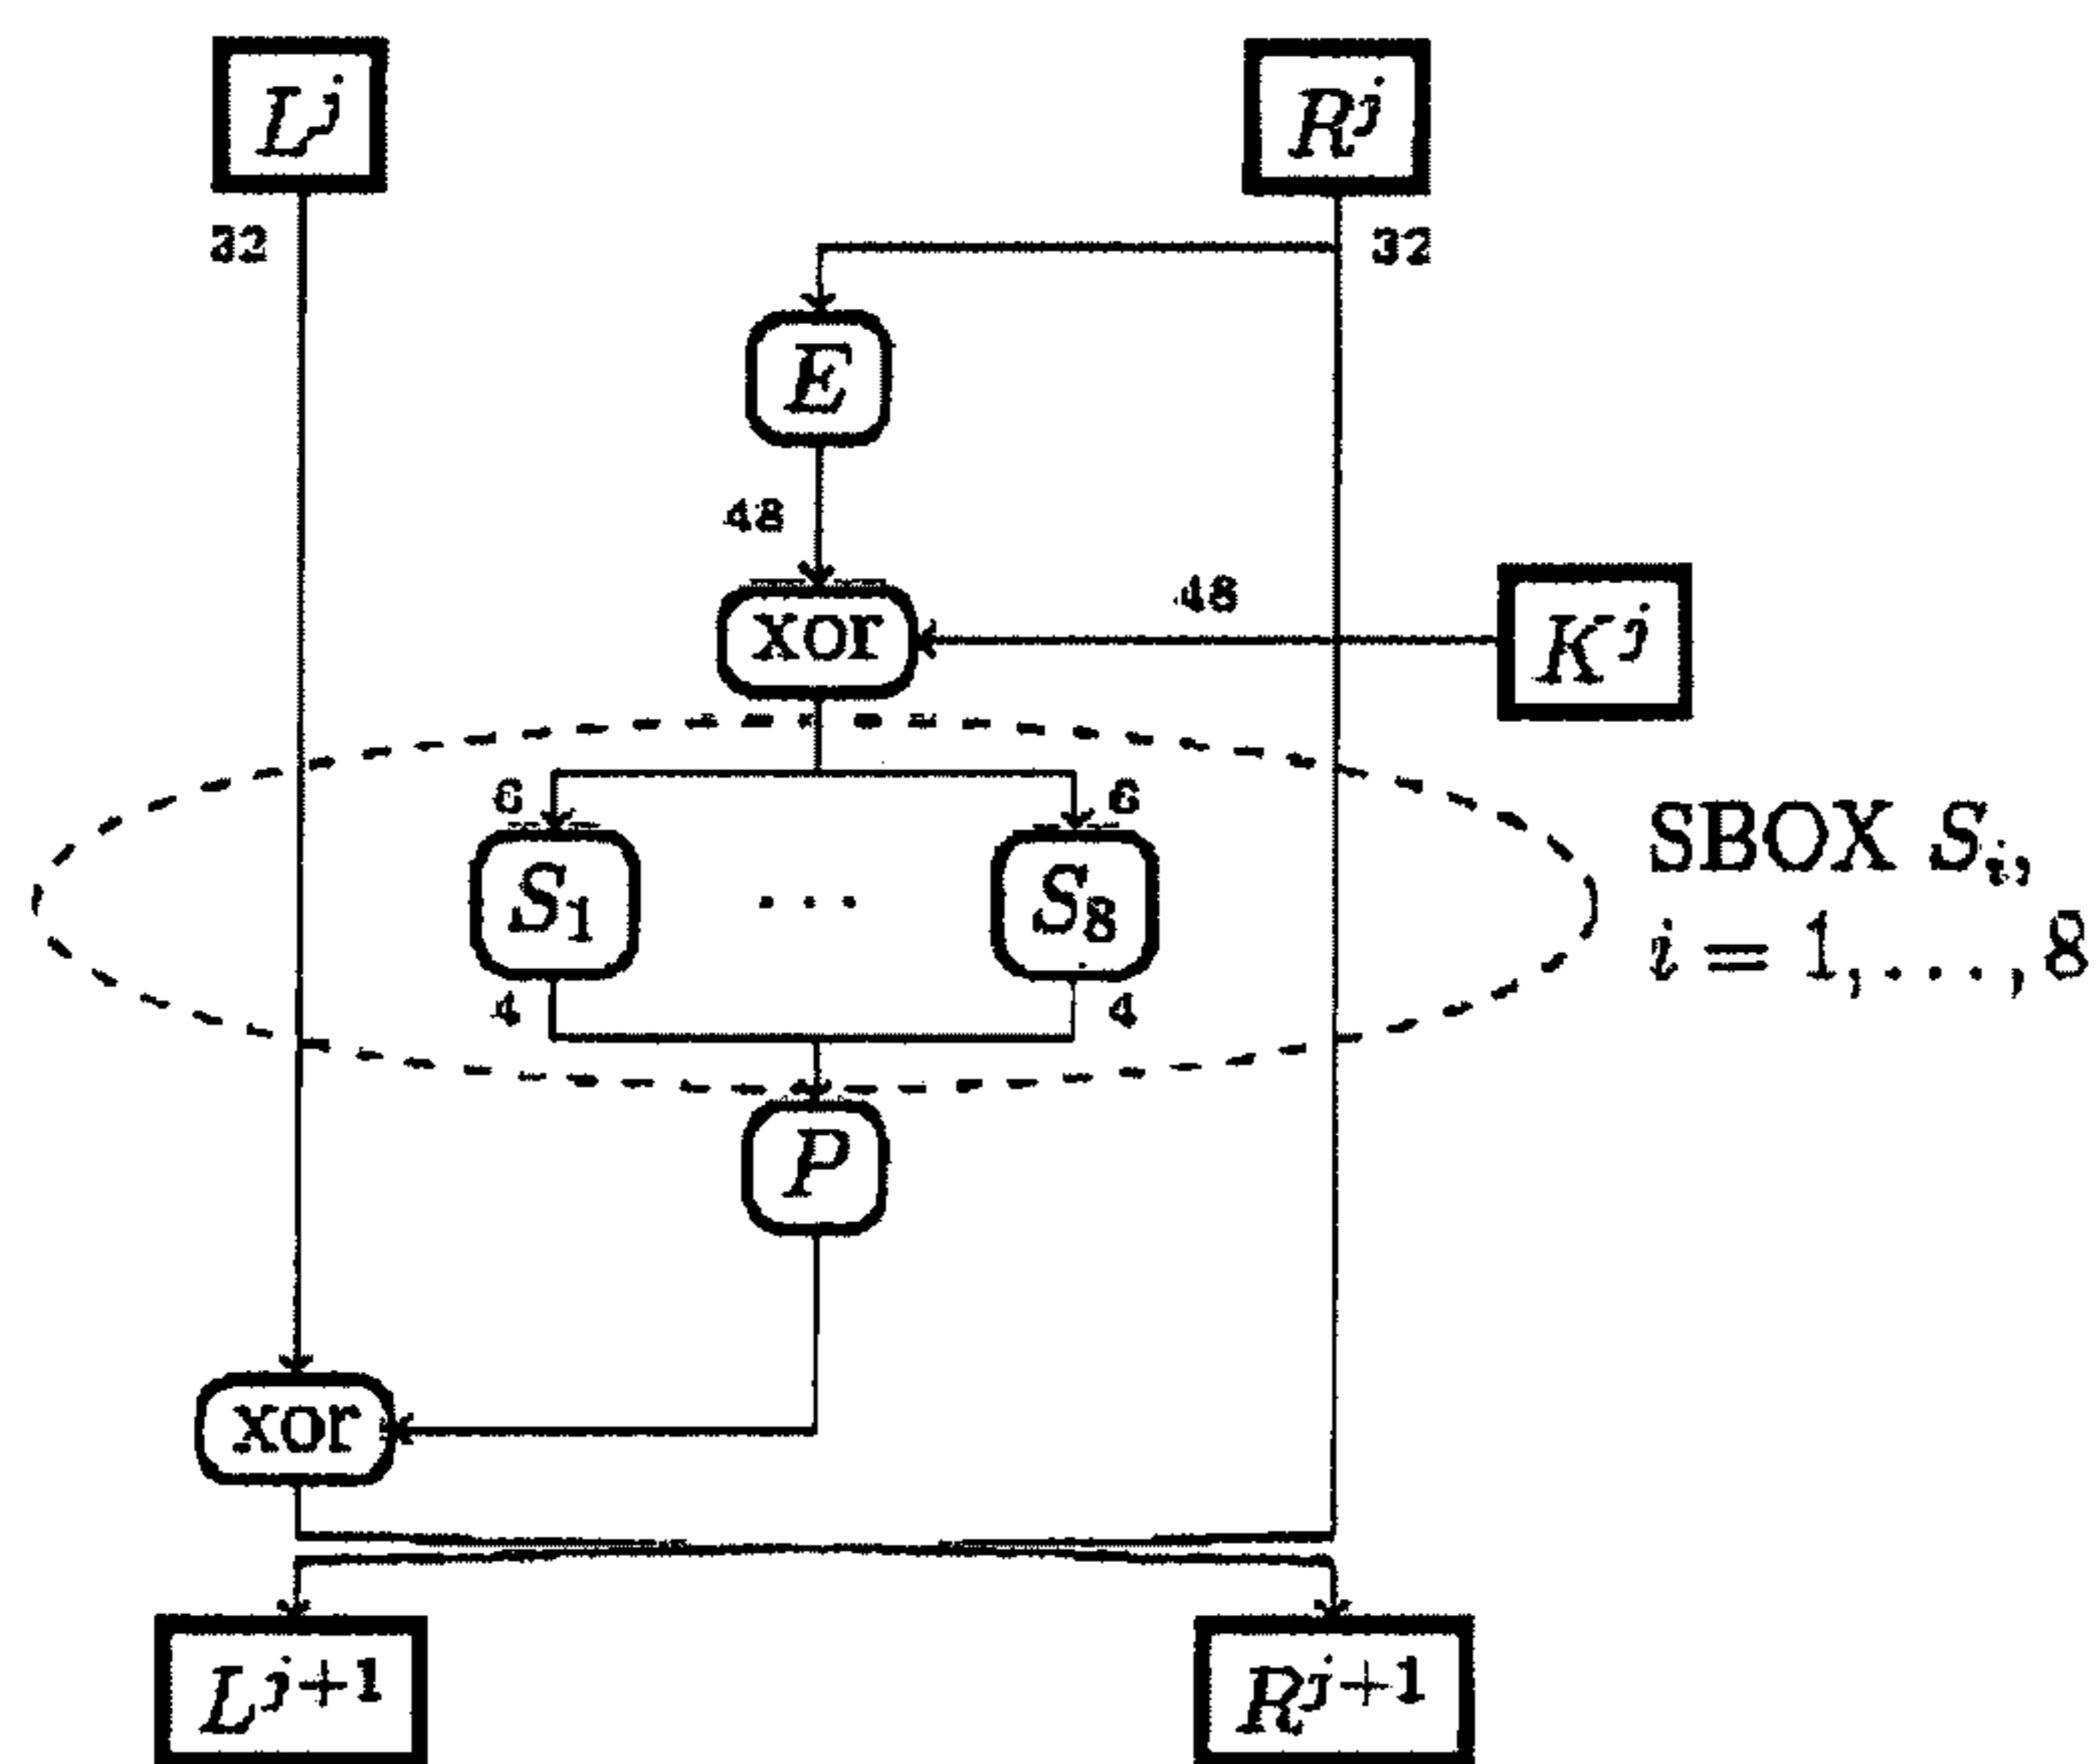 L^j
R^j
32
32
E
48
48
xor
K^j
6
6
S_1
...
S_8
SBOX S_i,
i = 1, ..., 8
4
4
P
xor
L^{j+1}
R^{j+1}